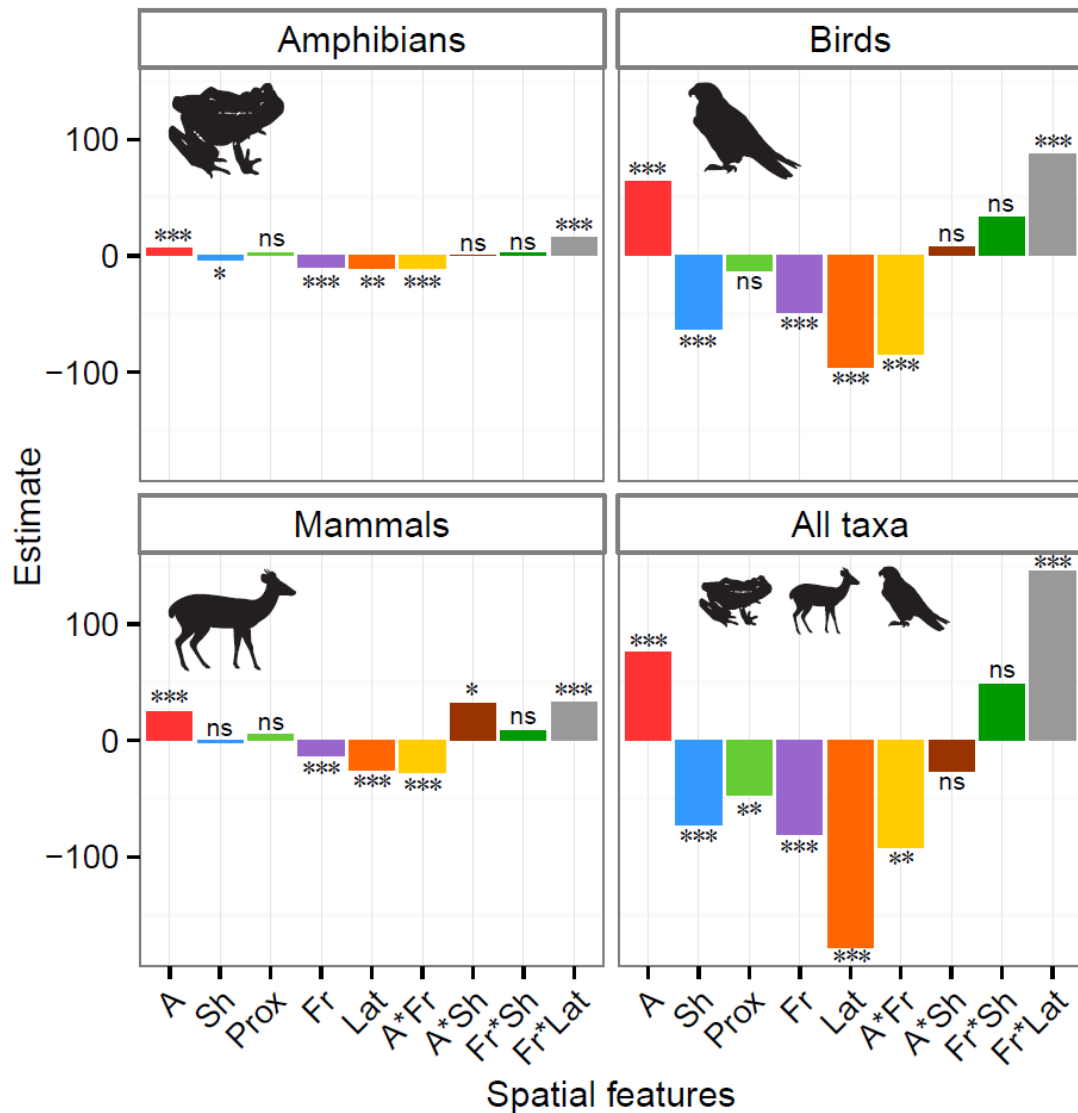 Amphibians
Birds
Estimate
100
0
−100
***
*
ns
***
**
***
ns
ns
***
***
***
ns
***
***
***
ns
ns
***
Mammals
All taxa
100
0
−100
***
ns
ns
***
***
***
*
ns
***
***
***
**
***
***
**
ns
ns
***
A
Sh
Prox
Fr
Lat
A*Fr
A*Sh
Fr*Sh
Fr*Lat
A
Sh
Prox
Fr
Lat
A*Fr
A*Sh
Fr*Sh
Fr*Lat
Spatial features